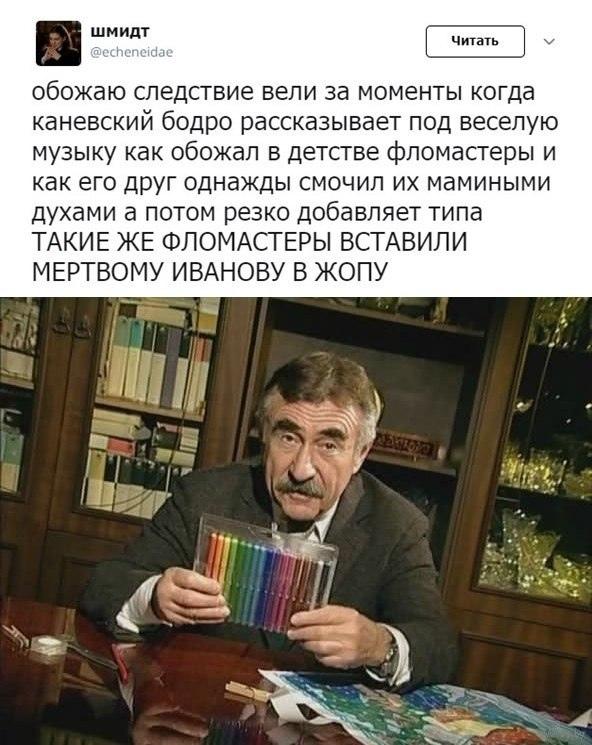 шмидт
@echeneidae
Читать
обожаю следствие вели за моменты когда
каневский бодро рассказывает под веселую
музыку как обожал в детстве фломастеры и
как его друг однажды смочил их мамиными
духами а потом резко добавляет типа
ТАКИЕ ЖЕ ФЛОМАСТЕРЫ ВСТАВИЛИ
МЕРТВОМУ ИВАНОВУ В ЖОПУ